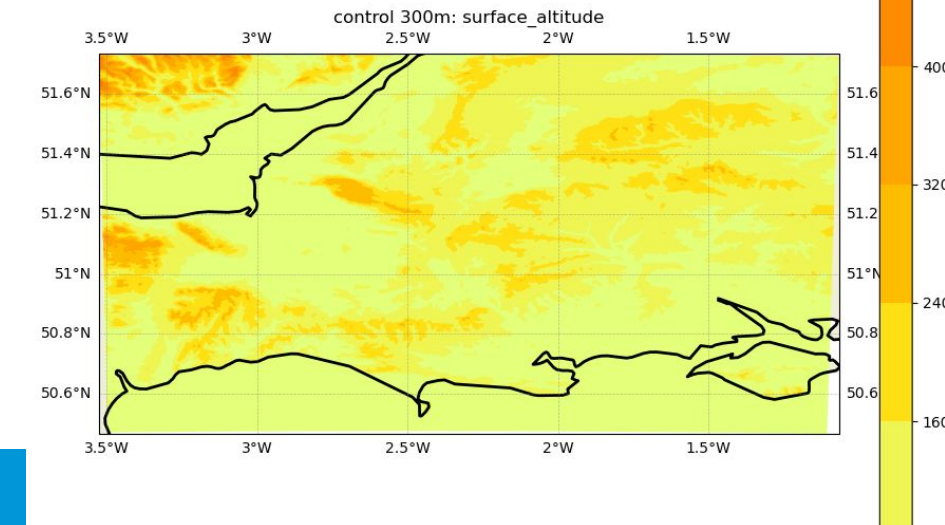 control 300m: surface_altitude
3.5°W 3°W 2.5°W 2°W 1.5°W
400
51.6°N 51.6
51.4°N 51.4
320
51.2°N 51.2
51°N 51°N
240
50.8°N 50.8
50.6°N 50.6
160
3.5°W 3°W 2.5°W 2°W 1.5°W